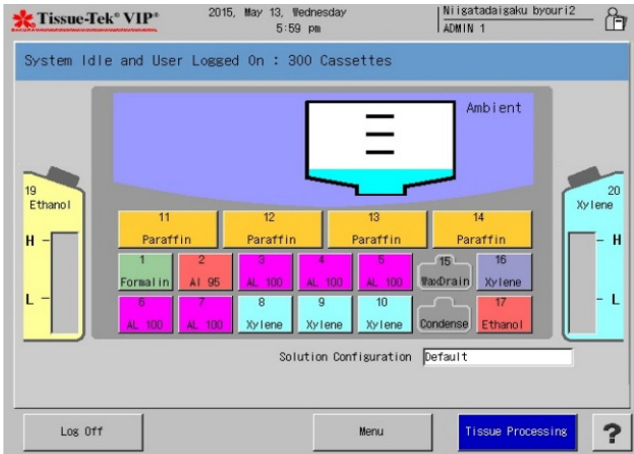 Tissue-Tek® VIP®
2015, May 13, Wednesday
5:59 pm
Niigatadaigaku byouri2
ADMIN 1
System Idle and User Logged On : 300 Cassettes
Ambient
19
Ethanol
H
L
20
Xylene
H
L
11
Paraffin
12
Paraffin
13
Paraffin
14
Paraffin
1
Formalin
2
Al 95
3
AL 100
4
AL 100
5
AL 100
15
WaxDrain
16
Xylene
6
AL 100
7
AL 100
8
Xylene
9
Xylene
10
Xylene
Condense
17
Ethanol
Solution Configuration Default
Log Off
Menu
Tissue Processing
?